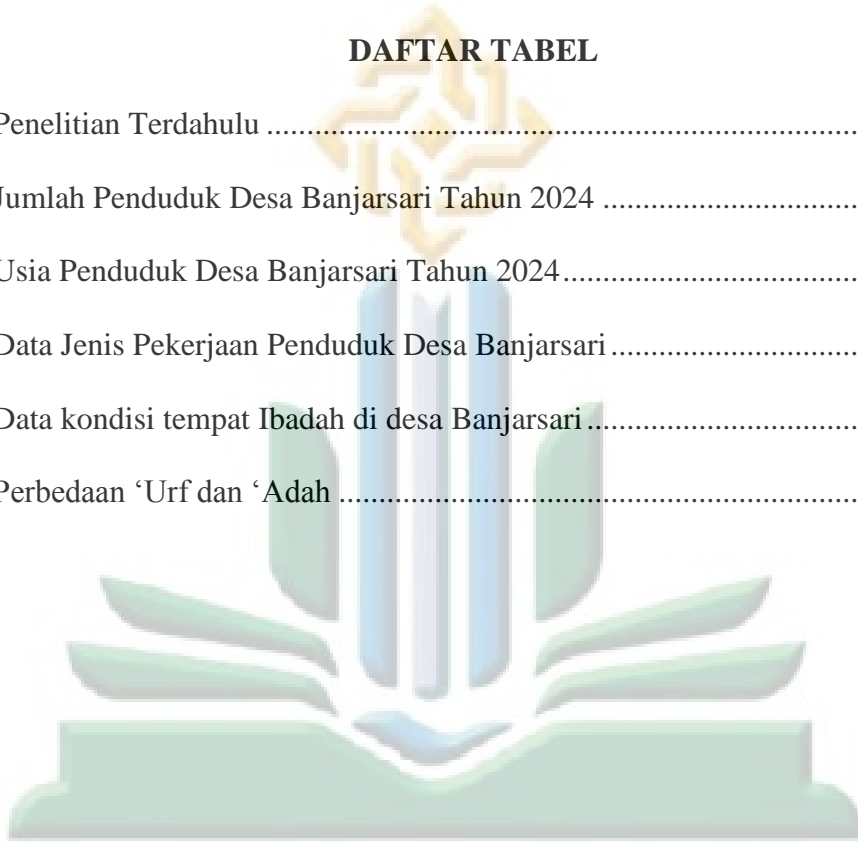 DAFTAR TABEL
Penelitian Terdahulu ........................................................................
Jumlah Penduduk Desa Banjarsari Tahun 2024 ...............................
Usia Penduduk Desa Banjarsari Tahun 2024....................................
Data Jenis Pekerjaan Penduduk Desa Banjarsari..............................
Data kondisi tempat Ibadah di desa Banjarsari.................................
Perbedaan ‘Urf dan ‘Adah ...............................................................